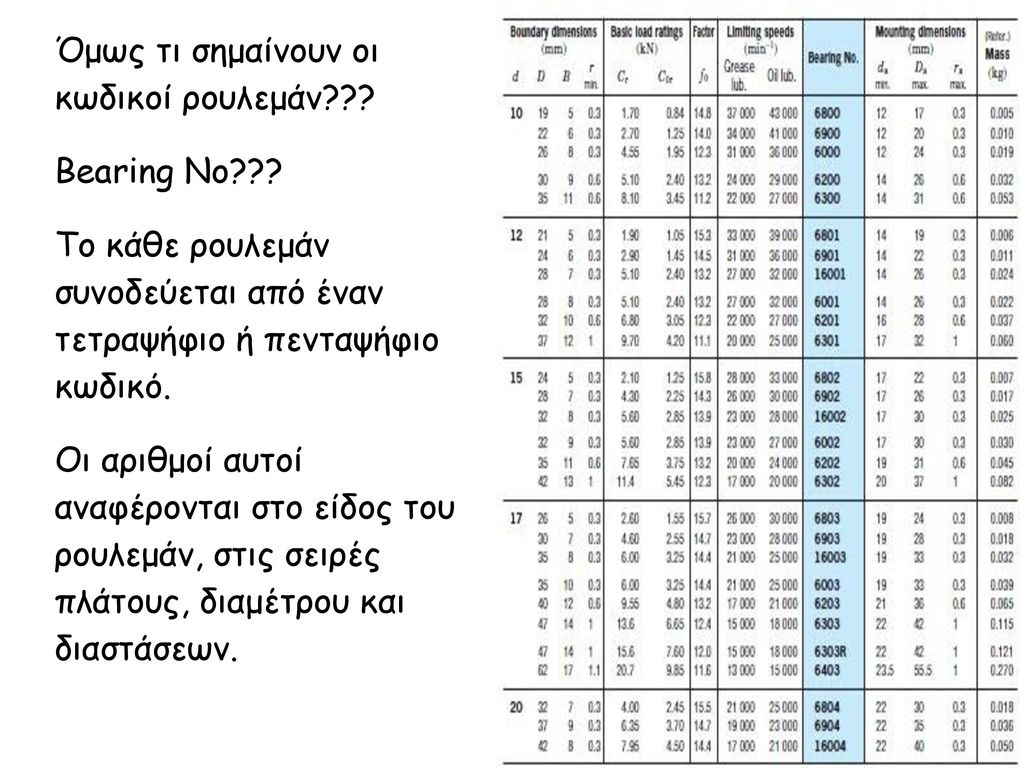 Όμως τι σημαίνουν οι
κωδικοί ρουλεμάν???
Bearing No???
Το κάθε ρουλεμάν
συνοδεύεται από έναν
τετραψήφιο ή πενταψήφιο
κωδικό.
Οι αριθμοί αυτοί
αναφέρονται στο είδος του
ρουλεμάν, στις σειρές
πλάτους, διαμέτρου και
διαστάσεων.
Boundary dimensions Basic load ratings Factor Limiting speeds Bearing No. Mounting dimensions (Refer.)
(mm) (kN) (min⁻¹) (mm) Mass
d D B r min. Cr C0r f0 Grease lub. Oil lub. da min. Da max. ra max. (kg)
10 19 5 0.3 1.70 0.84 14.8 37 000 43 000 6800 12 17 0.3 0.005
22 6 0.3 2.70 1.25 14.0 34 000 41 000 6900 12 20 0.3 0.010
26 8 0.3 4.55 1.95 12.3 31 000 36 000 6000 12 24 0.3 0.019
30 9 0.6 5.10 2.40 13.2 24 000 29 000 6200 14 26 0.6 0.032
35 11 0.6 8.10 3.45 11.2 22 000 27 000 6300 14 31 0.6 0.053
12 21 5 0.3 1.90 1.05 15.3 33 000 39 000 6801 14 19 0.3 0.006
24 6 0.3 2.90 1.45 14.5 31 000 36 000 6901 14 22 0.3 0.011
28 7 0.3 5.10 2.40 13.2 27 000 32 000 16001 14 26 0.3 0.024
28 8 0.3 5.10 2.40 13.2 27 000 32 000 6001 14 26 0.3 0.022
32 10 0.6 6.80 3.05 12.3 22 000 27 000 6201 16 28 0.6 0.037
37 12 1 9.70 4.20 11.1 20 000 25 000 6301 17 32 1 0.060
15 24 5 0.3 2.10 1.25 15.8 28 000 33 000 6802 17 22 0.3 0.007
28 7 0.3 4.30 2.25 14.3 26 000 30 000 6902 17 26 0.3 0.017
32 8 0.3 5.60 2.85 13.9 23 000 28 000 16002 17 30 0.3 0.025
32 9 0.3 5.60 2.85 13.9 23 000 27 000 6002 17 30 0.3 0.030
35 11 0.6 7.65 3.75 13.2 20 000 24 000 6202 19 31 0.6 0.045
42 13 1 11.4 5.45 12.3 17 000 20 000 6302 20 37 1 0.082
17 26 5 0.3 2.60 1.55 15.7 26 000 30 000 6803 19 24 0.3 0.008
30 7 0.3 4.60 2.55 14.7 23 000 28 000 6903 19 28 0.3 0.018
35 8 0.3 6.00 3.25 14.4 21 000 25 000 16003 19 33 0.3 0.032
35 10 0.3 6.00 3.25 14.4 21 000 25 000 6003 19 33 0.3 0.039
40 12 0.6 9.55 4.80 13.2 17 000 21 000 6203 21 36 0.6 0.065
47 14 1 13.6 6.65 12.4 15 000 18 000 6303 22 42 1 0.115
47 14 1 15.6 7.60 12.0 15 000 18 000 6303R 22 42 1 0.121
62 17 1.1 20.7 9.85 11.6 13 000 15 000 6403 23.5 55.5 1 0.270
20 32 7 0.3 4.00 2.45 15.5 21 000 25 000 6804 22 30 0.3 0.018
37 9 0.3 6.35 3.70 14.7 19 000 23 000 6904 22 35 0.3 0.036
42 8 0.3 7.95 4.50 14.4 17 000 21 000 16004 22 40 0.3 0.050